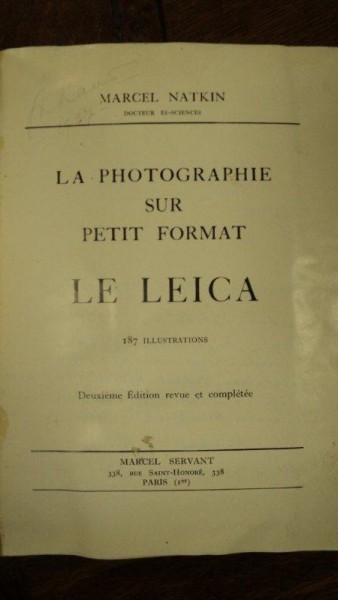 MARCEL NATKIN
DOCTEUR ES-SCIENCES
LA PHOTOGRAPHIE
SUR
PETIT FORMAT
LE LEICA
187 ILLUSTRATIONS
Deuxième Édition revue et complétée
MARCEL SERVANT
338, RUE SAINT-HONORÉ, 338
PARIS (1er)